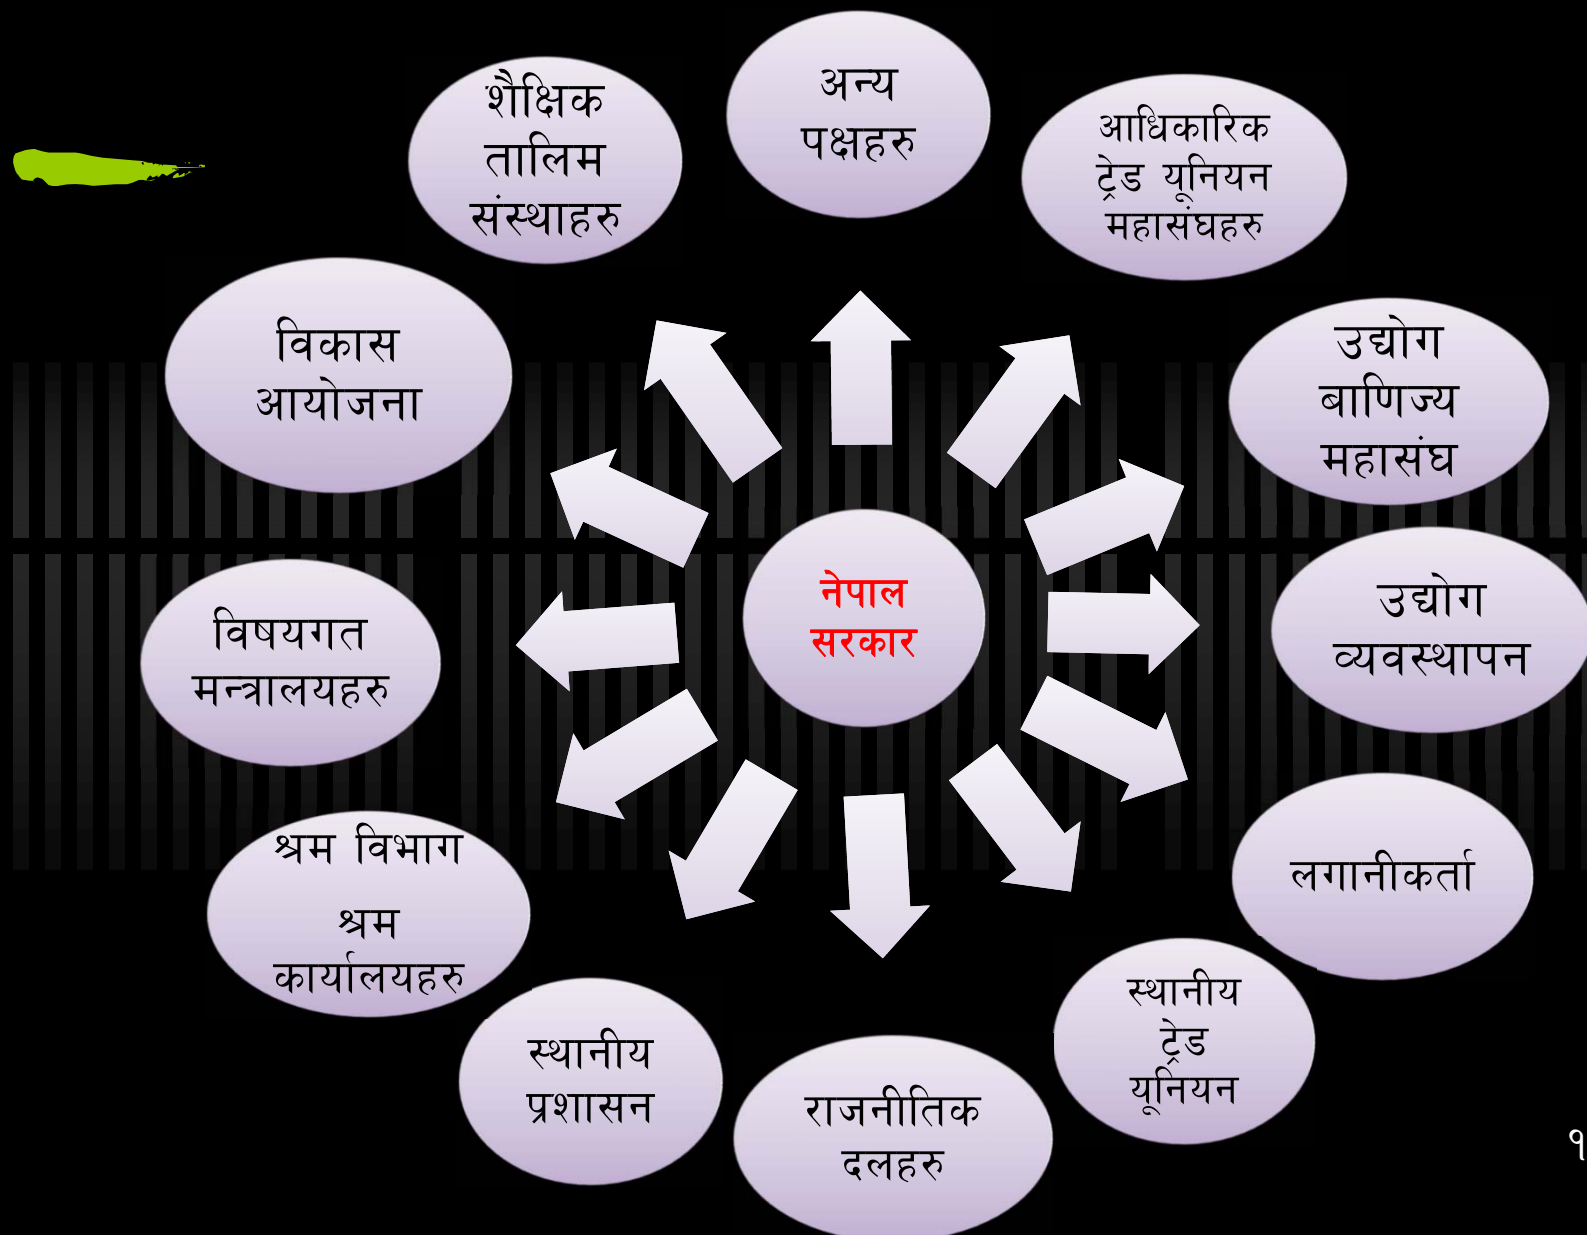 अन्य
पक्षहरु
आधिकारिक
ट्रेड यूनियन
महासंघहरु
उद्योग
बाणिज्य
महासंघ
उद्योग
व्यवस्थापन
लगानीकर्ता
स्थानीय
ट्रेड
यूनियन
राजनीतिक
दलहरु
स्थानीय
प्रशासन
श्रम विभाग
श्रम
कार्यालयहरु
विषयगत
मन्त्रालयहरु
विकास
आयोजना
शैक्षिक
तालिम
संस्थाहरु
नेपाल
सरकार
१